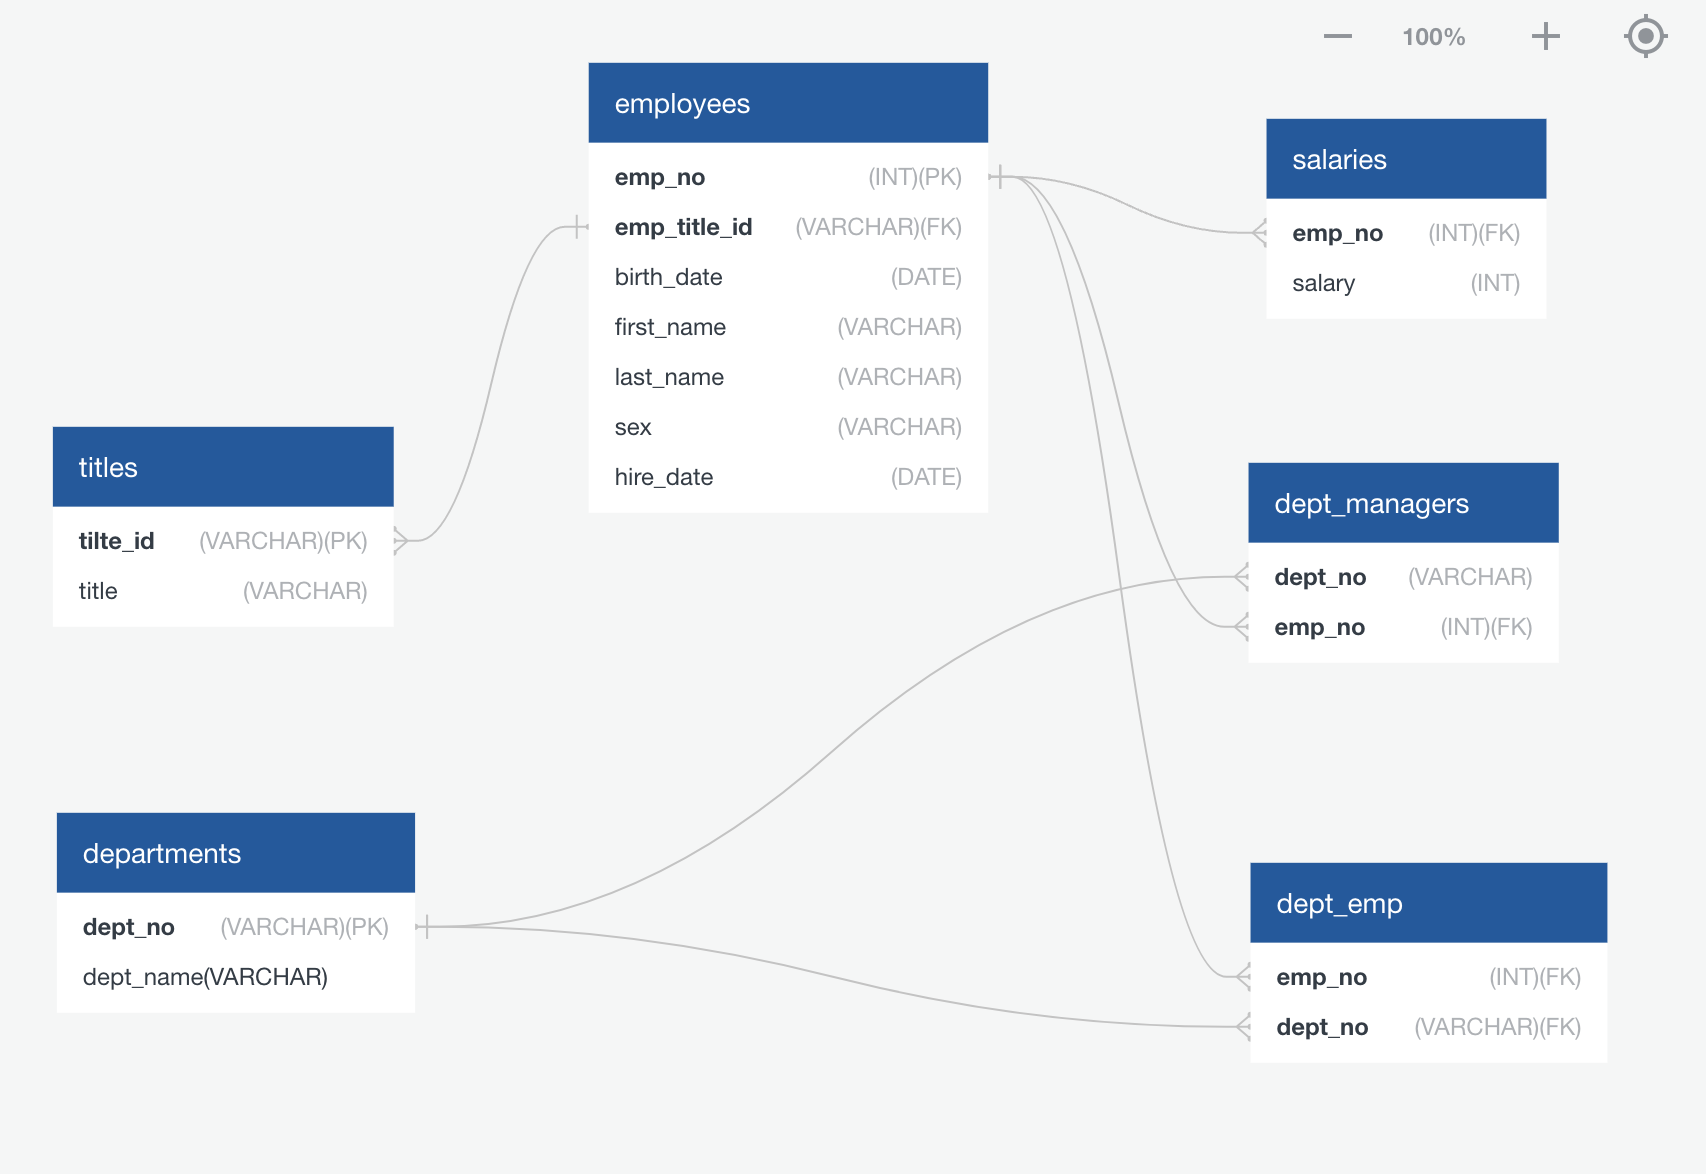 100%
employees
emp_no (INT)(PK)
emp_title_id (VARCHAR)(FK)
birth_date (DATE)
first_name (VARCHAR)
last_name (VARCHAR)
sex (VARCHAR)
hire_date (DATE)
salaries
emp_no (INT)(FK)
salary (INT)
titles
tilte_id (VARCHAR)(PK)
title (VARCHAR)
dept_managers
dept_no (VARCHAR)
emp_no (INT)(FK)
departments
dept_no (VARCHAR)(PK)
dept_name(VARCHAR)
dept_emp
emp_no (INT)(FK)
dept_no (VARCHAR)(FK)